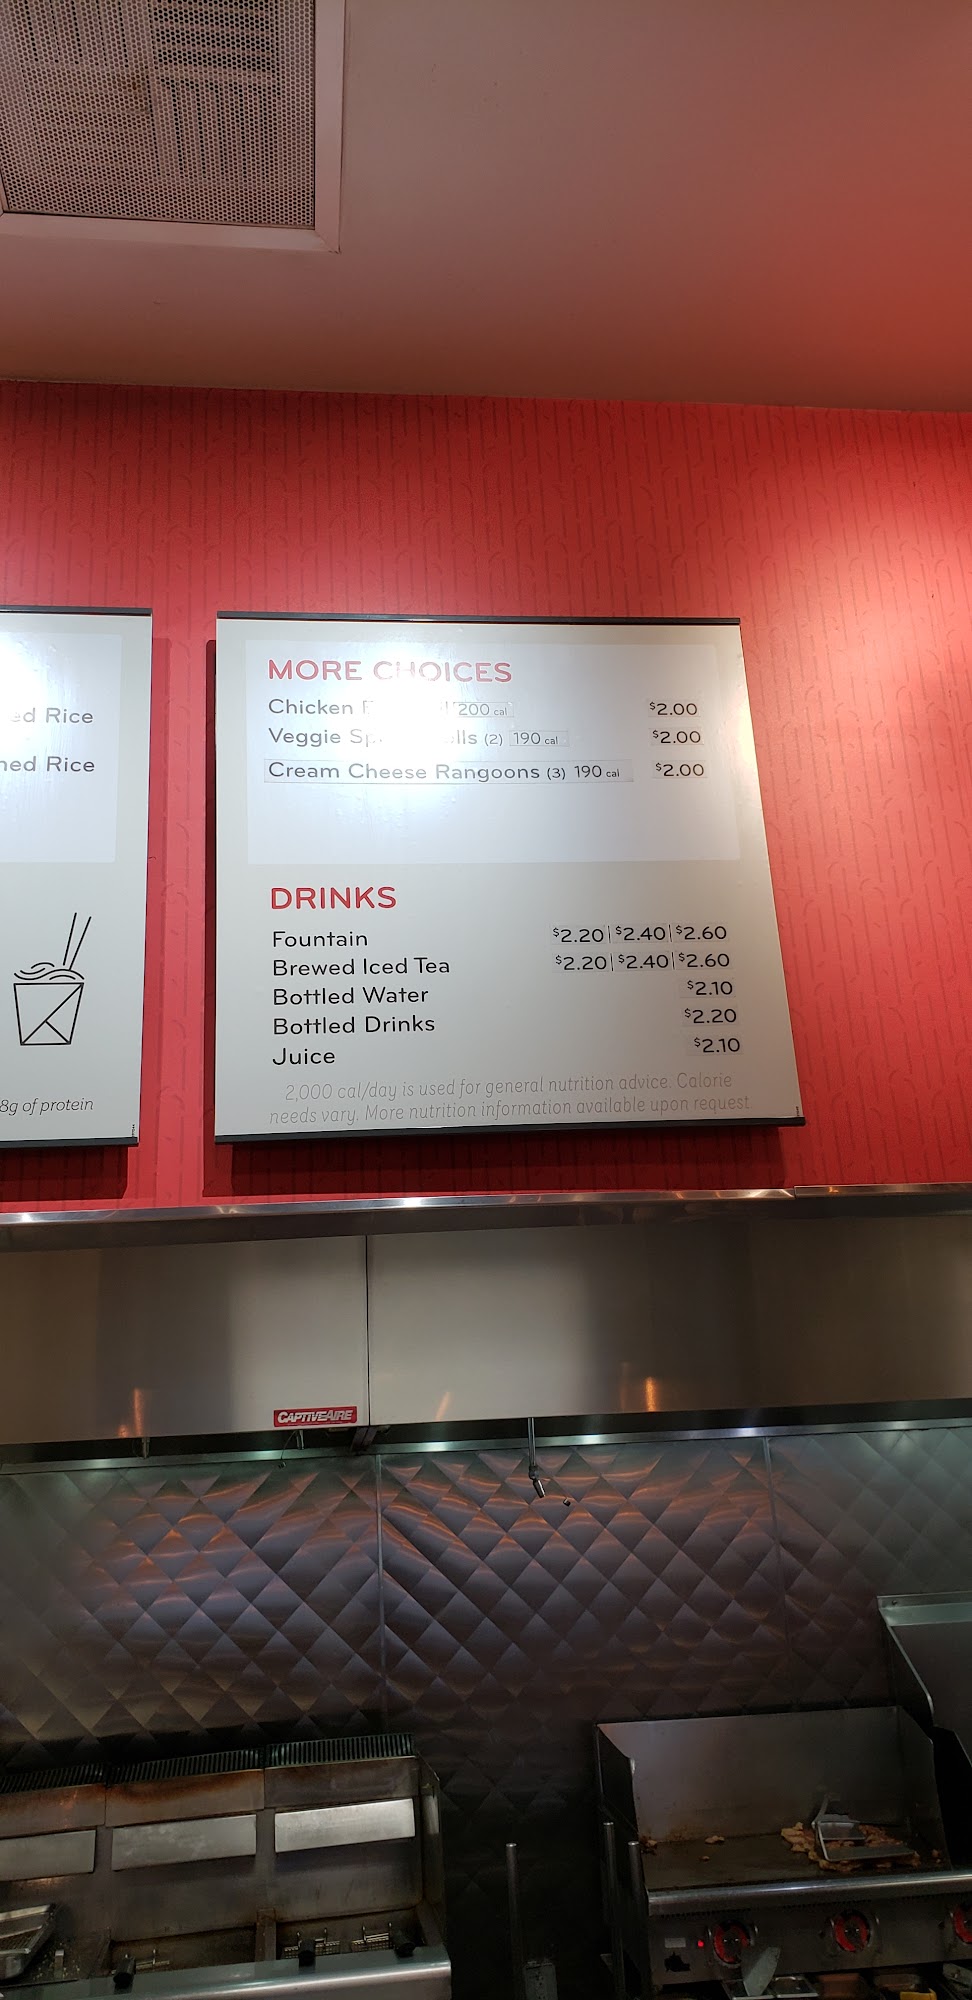 ed Rice
ned Rice
8g of protein
MORE CHOICES
Chicken 200 cal $2.00
Veggie (2) 190 cal $2.00
Cream Cheese Rangoons (3) 190 cal $2.00
DRINKS
Fountain $2.20 | $2.40 | $2.60
Brewed Iced Tea $2.20 | $2.40 | $2.60
Bottled Water $2.10
Bottled Drinks $2.20
Juice $2.10
2,000 cal/day is used for general nutrition advice. Calorie
needs vary. More nutrition information available upon request
CAPTIVEAIRE